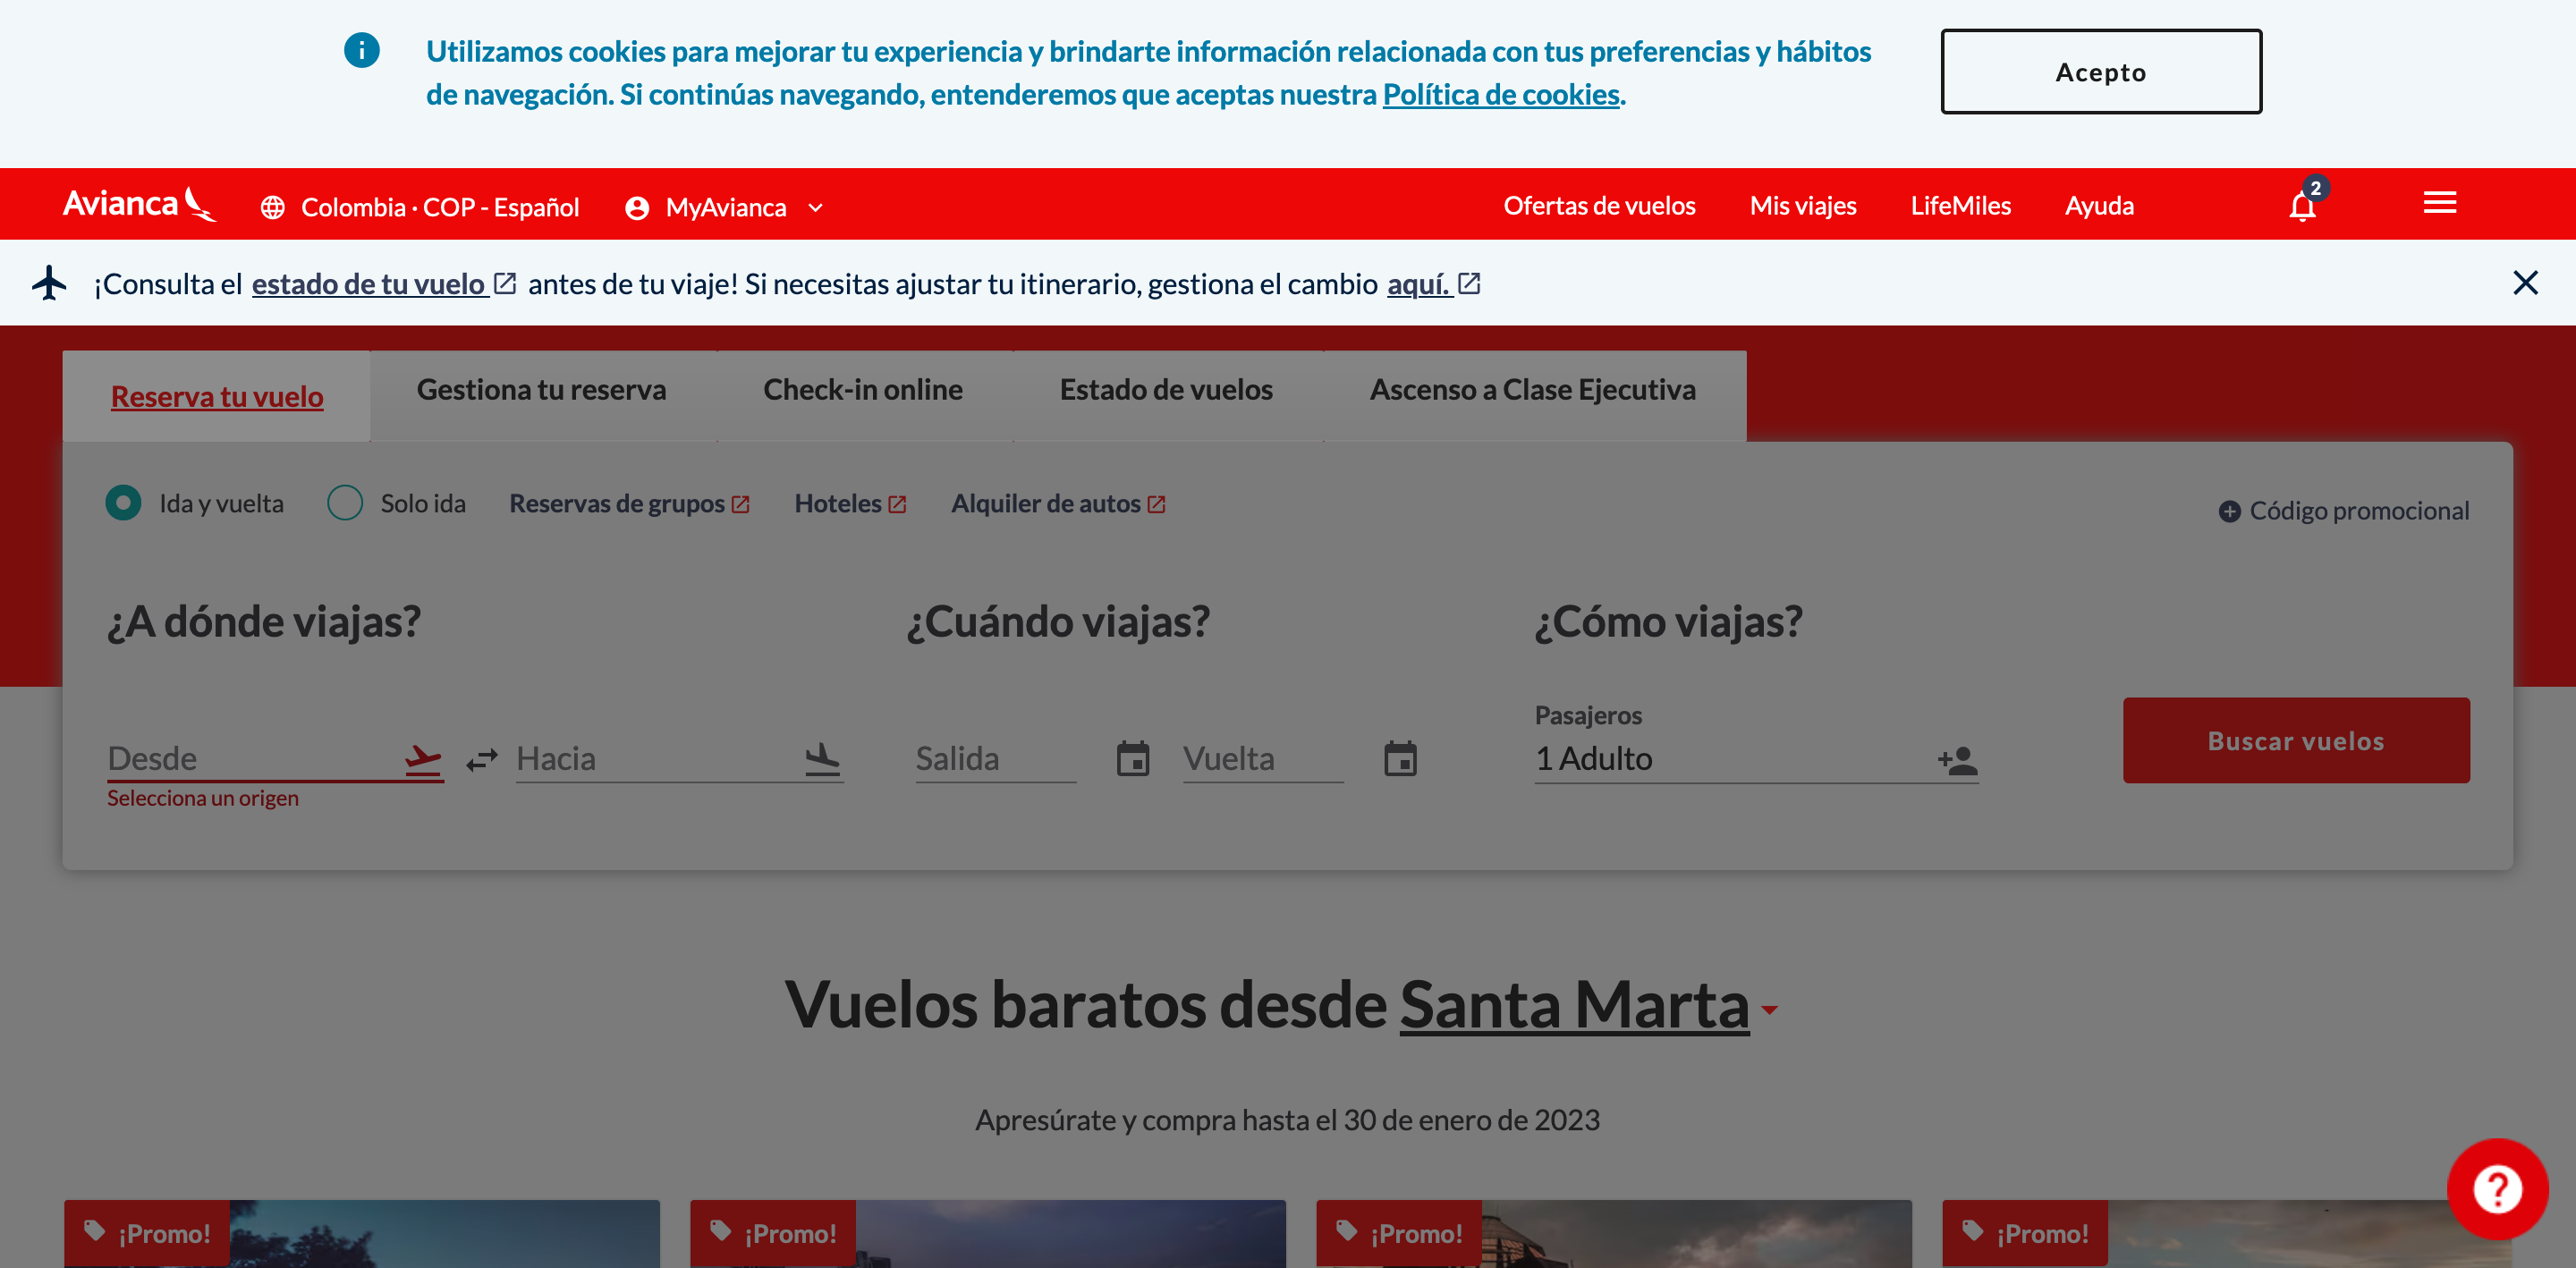 Utilizamos cookies para mejorar tu experiencia y brindarte información relacionada con tus preferencias y hábitos
de navegación. Si continúas navegando, entenderemos que aceptas nuestra Política de cookies.
Acepto
Avianca
Colombia · COP - Español
MyAvianca
Ofertas de vuelos
Mis viajes
LifeMiles
Ayuda
2
¡Consulta el estado de tu vuelo antes de tu viaje! Si necesitas ajustar tu itinerario, gestiona el cambio aquí.
Reserva tu vuelo
Gestiona tu reserva
Check-in online
Estado de vuelos
Ascenso a Clase Ejecutiva
Ida y vuelta
Solo ida
Reservas de grupos
Hoteles
Alquiler de autos
Código promocional
¿A dónde viajas?
¿Cuándo viajas?
¿Cómo viajas?
Pasajeros
Desde
Hacia
Salida
Vuelta
1 Adulto
Buscar vuelos
Selecciona un origen
Vuelos baratos desde Santa Marta
Apresúrate y compra hasta el 30 de enero de 2023
¡Promo!
¡Promo!
¡Promo!
¡Promo!